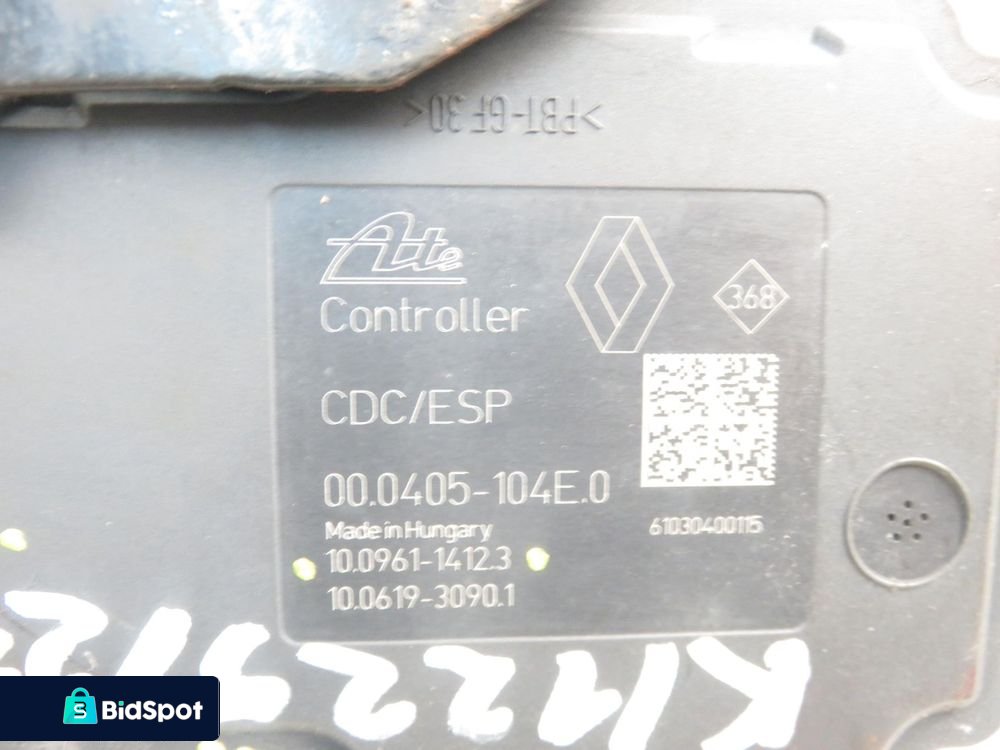 >PBT-GF30<
Ate
368
Controller
CDC/ESP
00.0405-104E.0
Made in Hungary
61030400115
10.0961-1412.3
10.0619-3090.1
BidSpot